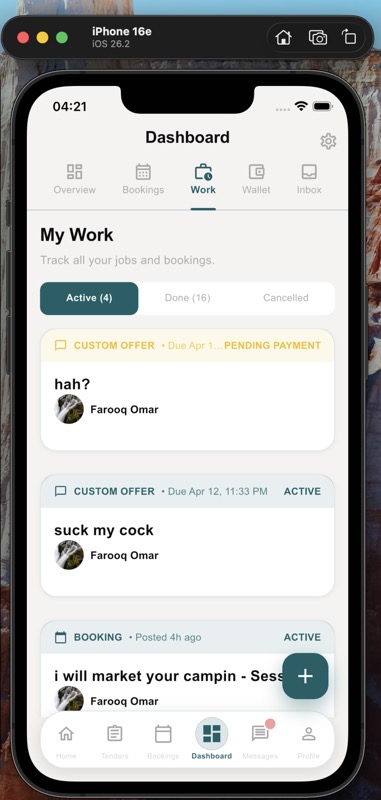 iPhone 16e
iOS 26.2
04:21
Dashboard
Overview
Bookings
Work
Wallet
Inbox
My Work
Track all your jobs and bookings.
Active (4)
Done (16)
Cancelled
CUSTOM OFFER • Due Apr 1... PENDING PAYMENT
hah?
Farooq Omar
CUSTOM OFFER • Due Apr 12, 11:33 PM ACTIVE
suck my cock
Farooq Omar
BOOKING • Posted 4h ago ACTIVE
i will market your campin - Sess
Farooq Omar
Home
Tenders
Bookings
Dashboard
Messages
Profile